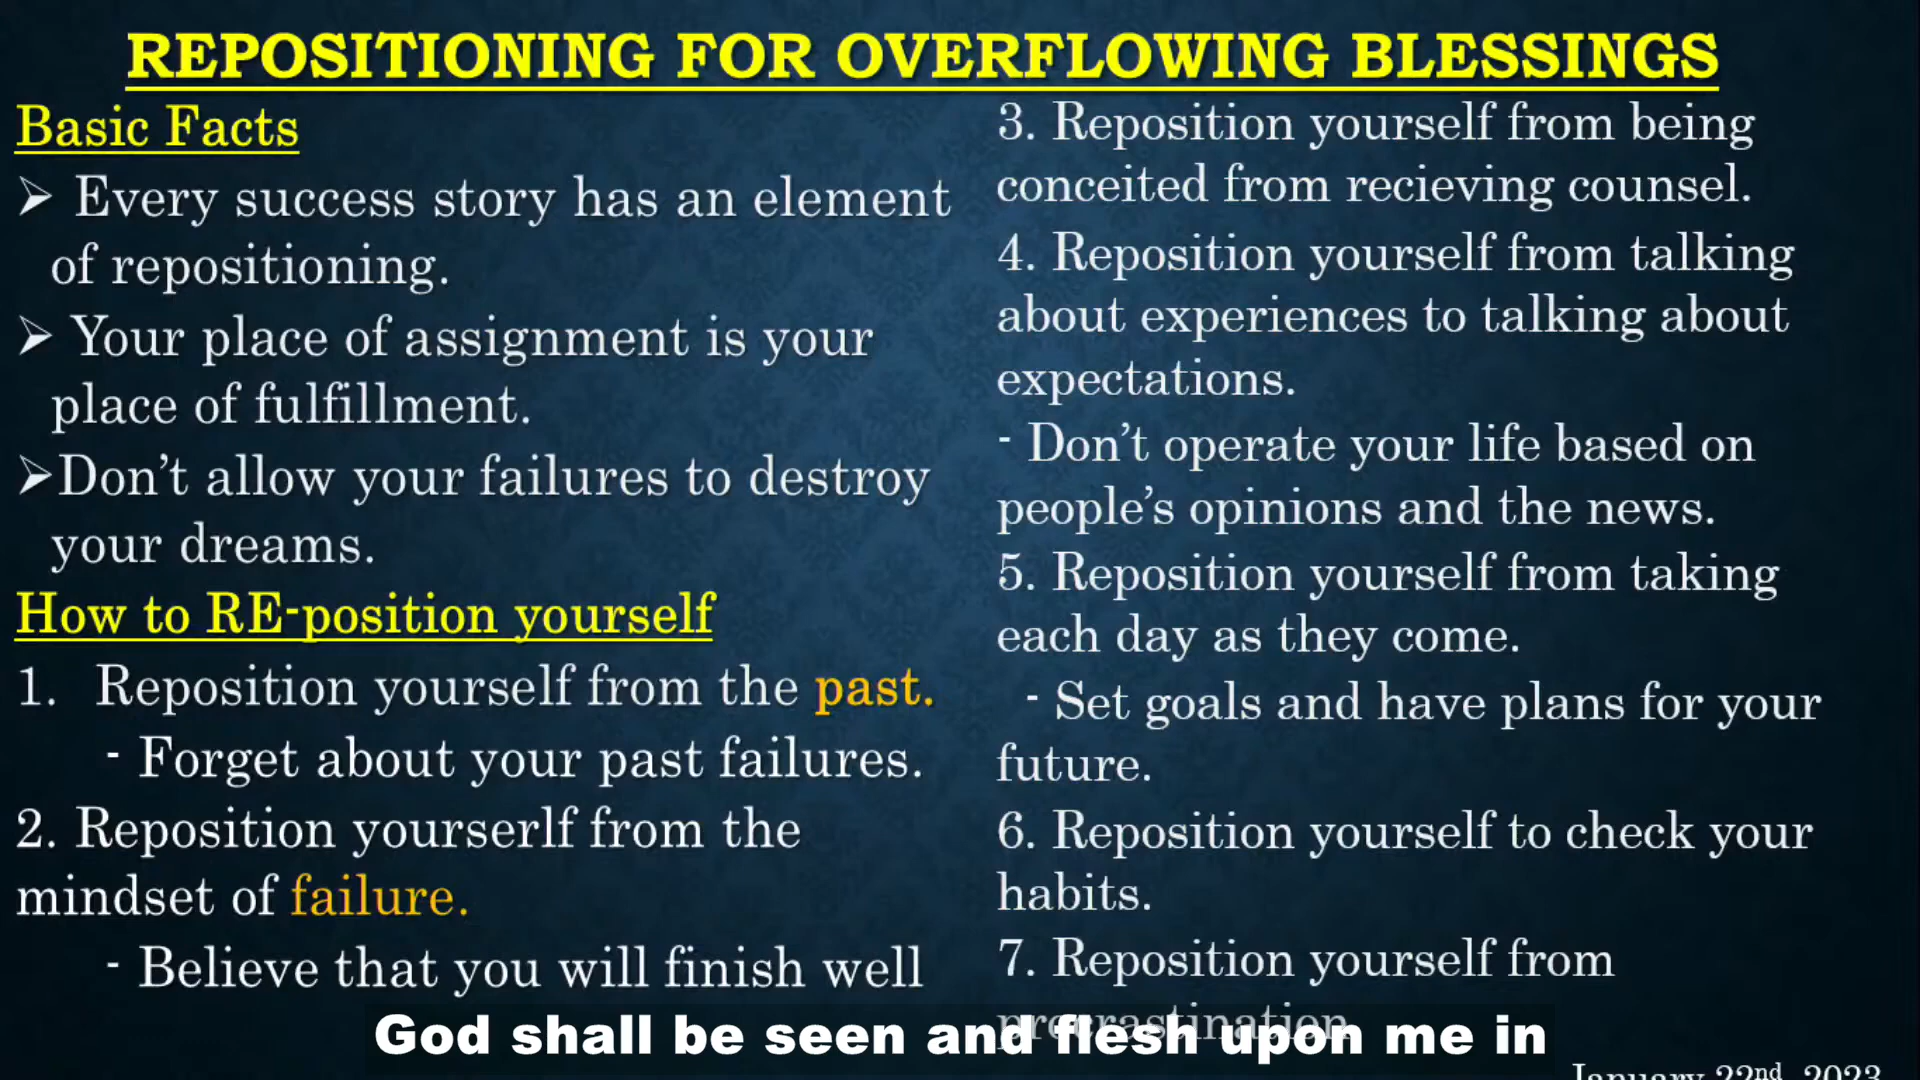 REPOSITIONING FOR OVERFLOWING BLESSINGS
Basic Facts
➢ Every success story has an element
of repositioning.
➢ Your place of assignment is your
place of fulfillment.
➢Don’t allow your failures to destroy
your dreams.
How to RE-position yourself
1. Reposition yourself from the past.
- Forget about your past failures.
2. Reposition yourserlf from the
mindset of failure.
- Believe that you will finish well
3. Reposition yourself from being
conceited from recieving counsel.
4. Reposition yourself from talking
about experiences to talking about
expectations.
- Don’t operate your life based on
people’s opinions and the news.
5. Reposition yourself from taking
each day as they come.
- Set goals and have plans for your
future.
6. Reposition yourself to check your
habits.
7. Reposition yourself from
procrastination
God shall be seen and flesh upon me in
January 22nd, 2023